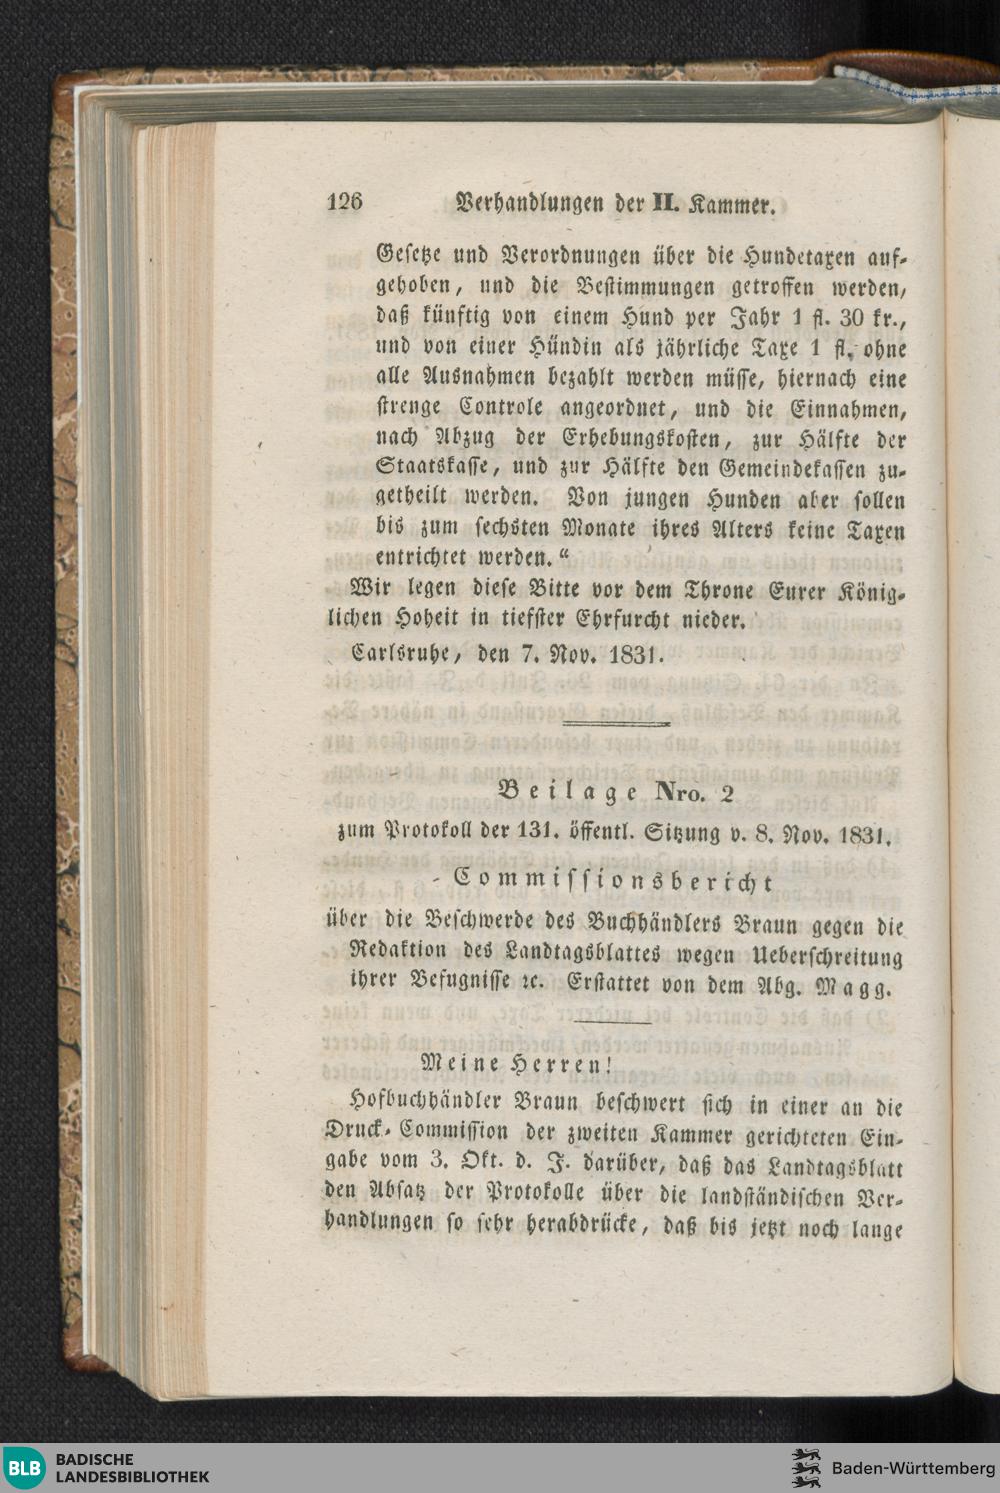 126 Verhandlungen der II. Kammer.
Gesetze und Verordnungen über die Hundetaxen auf-
gehoben, und die Bestimmungen getroffen werden,
daß künftig von einem Hund per Jahr 1 fl. 30 kr.,
und von einer Hündin als jährliche Taxe 1 fl. ohne
alle Ausnahmen bezahlt werden müsse, hiernach eine
strenge Controle angeordnet, und die Einnahmen,
nach Abzug der Erhebungskosten, zur Hälfte der
Staatskasse, und zur Hälfte den Gemeindekassen zu-
getheilt werden. Von jungen Hunden aber sollen
bis zum sechsten Monate ihres Alters keine Taxen
entrichtet werden.“
Wir legen diese Bitte vor dem Throne Eurer König-
lichen Hoheit in tiefster Ehrfurcht nieder.
Carlsruhe, den 7. Nov. 1831.
Beilage Nro. 2
zum Protokoll der 131. öffentl. Sitzung v. 8. Nov. 1831.
Commissionsbericht
über die Beschwerde des Buchhändlers Braun gegen die
Redaktion des Landtagsblattes wegen Ueberschreitung
ihrer Befugnisse ꝛc. Erstattet von dem Abg. Magg.
Meine Herren!
Hofbuchhändler Braun beschwert sich in einer an die
Druck-Commission der zweiten Kammer gerichteten Ein-
gabe vom 3. Okt. d. J. darüber, daß das Landtagsblatt
den Absatz der Protokolle über die landständischen Ver-
handlungen so sehr herabdrücke, daß bis jetzt noch lange
BLB BADISCHE
LANDESBIBLIOTHEK
Baden-Württemberg